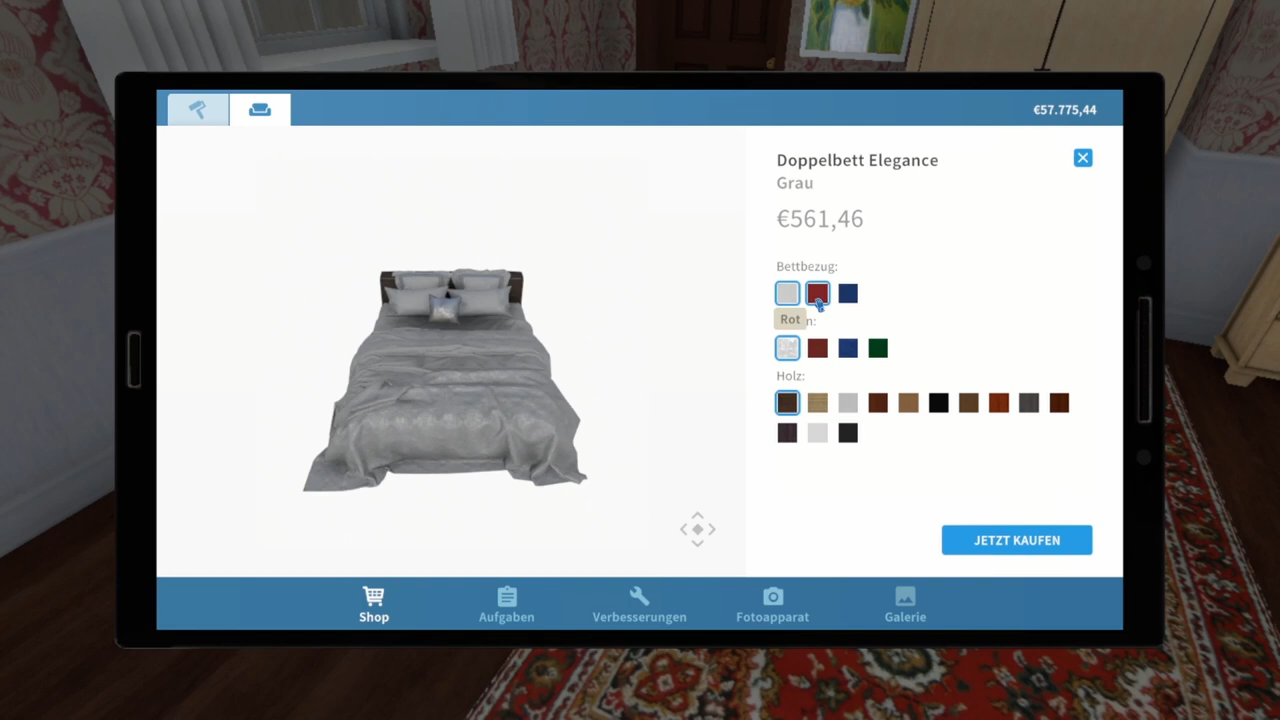 €57.775,44
Doppelbett Elegance
Grau
€561,46
Bettbezug:
Rot
n:
Holz:
JETZT KAUFEN
Shop
Aufgaben
Verbesserungen
Fotoapparat
Galerie